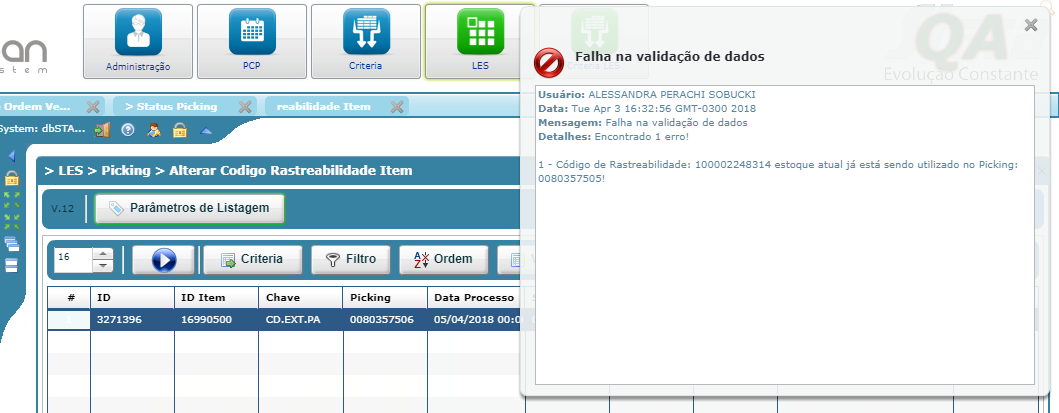 an
stem
Administração
PCP
Criteria
LES
QA
Evolução Constante
Falha na validação de dados
Usuário: ALESSANDRA PERACHI SOBUCKI
Data: Tue Apr 3 16:32:56 GMT-0300 2018
Mensagem: Falha na validação de dados
Detalhes: Encontrado 1 erro!
1 - Código de Rastreabilidade: 100002248314 estoque atual já está sendo utilizado no Picking:
0080357505!
Ordem Ve...
> Status Picking
reabilidade Item
System: dbSTA...
> LES > Picking > Alterar Codigo Rastreabilidade Item
V.12
Parâmetros de Listagem
16
Criteria
Filtro
Ordem
# ID ID Item Chave Picking Data Processo
3271396 16990500 CD.EXT.PA 0080357506 05/04/2018 00:0